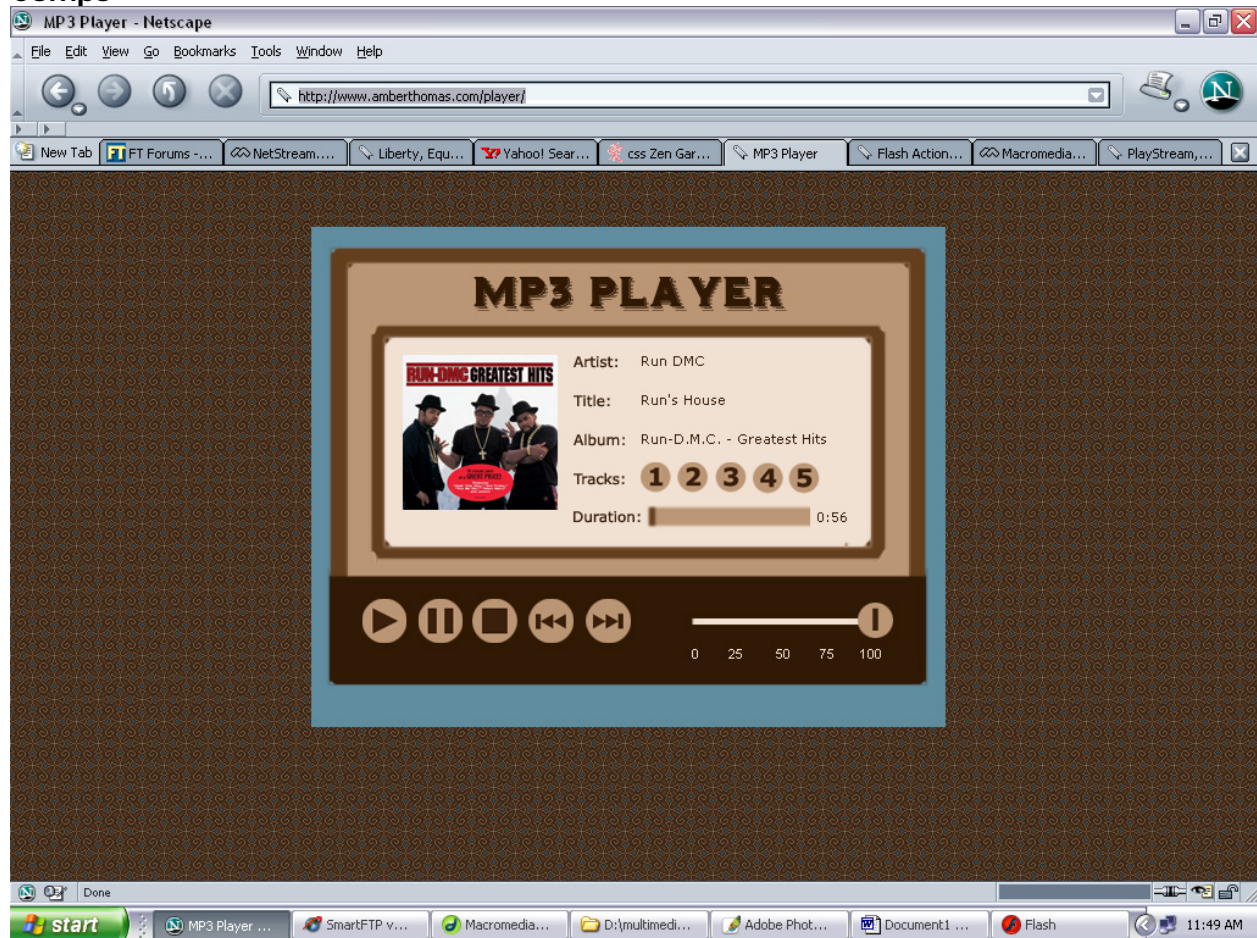 MP3 Player - Netscape
File Edit View Go Bookmarks Tools Window Help
http://www.amberthomas.com/player/
New Tab FT FT Forums -... NetStream.... Liberty, Equ... Yahoo! Sear... css Zen Gar... MP3 Player Flash Action... Macromedia... PlayStream,...
MP3 PLAYER
RUN-DMC GREATEST HITS
Artist: Run DMC
Title: Run's House
Album: Run-D.M.C. - Greatest Hits
Tracks: 1 2 3 4 5
Duration: 0:56
0 25 50 75 100
Done
start MP3 Player ... SmartFTP v... Macromedia... D:\multimedi... Adobe Phot... Document1 ... Flash 11:49 AM